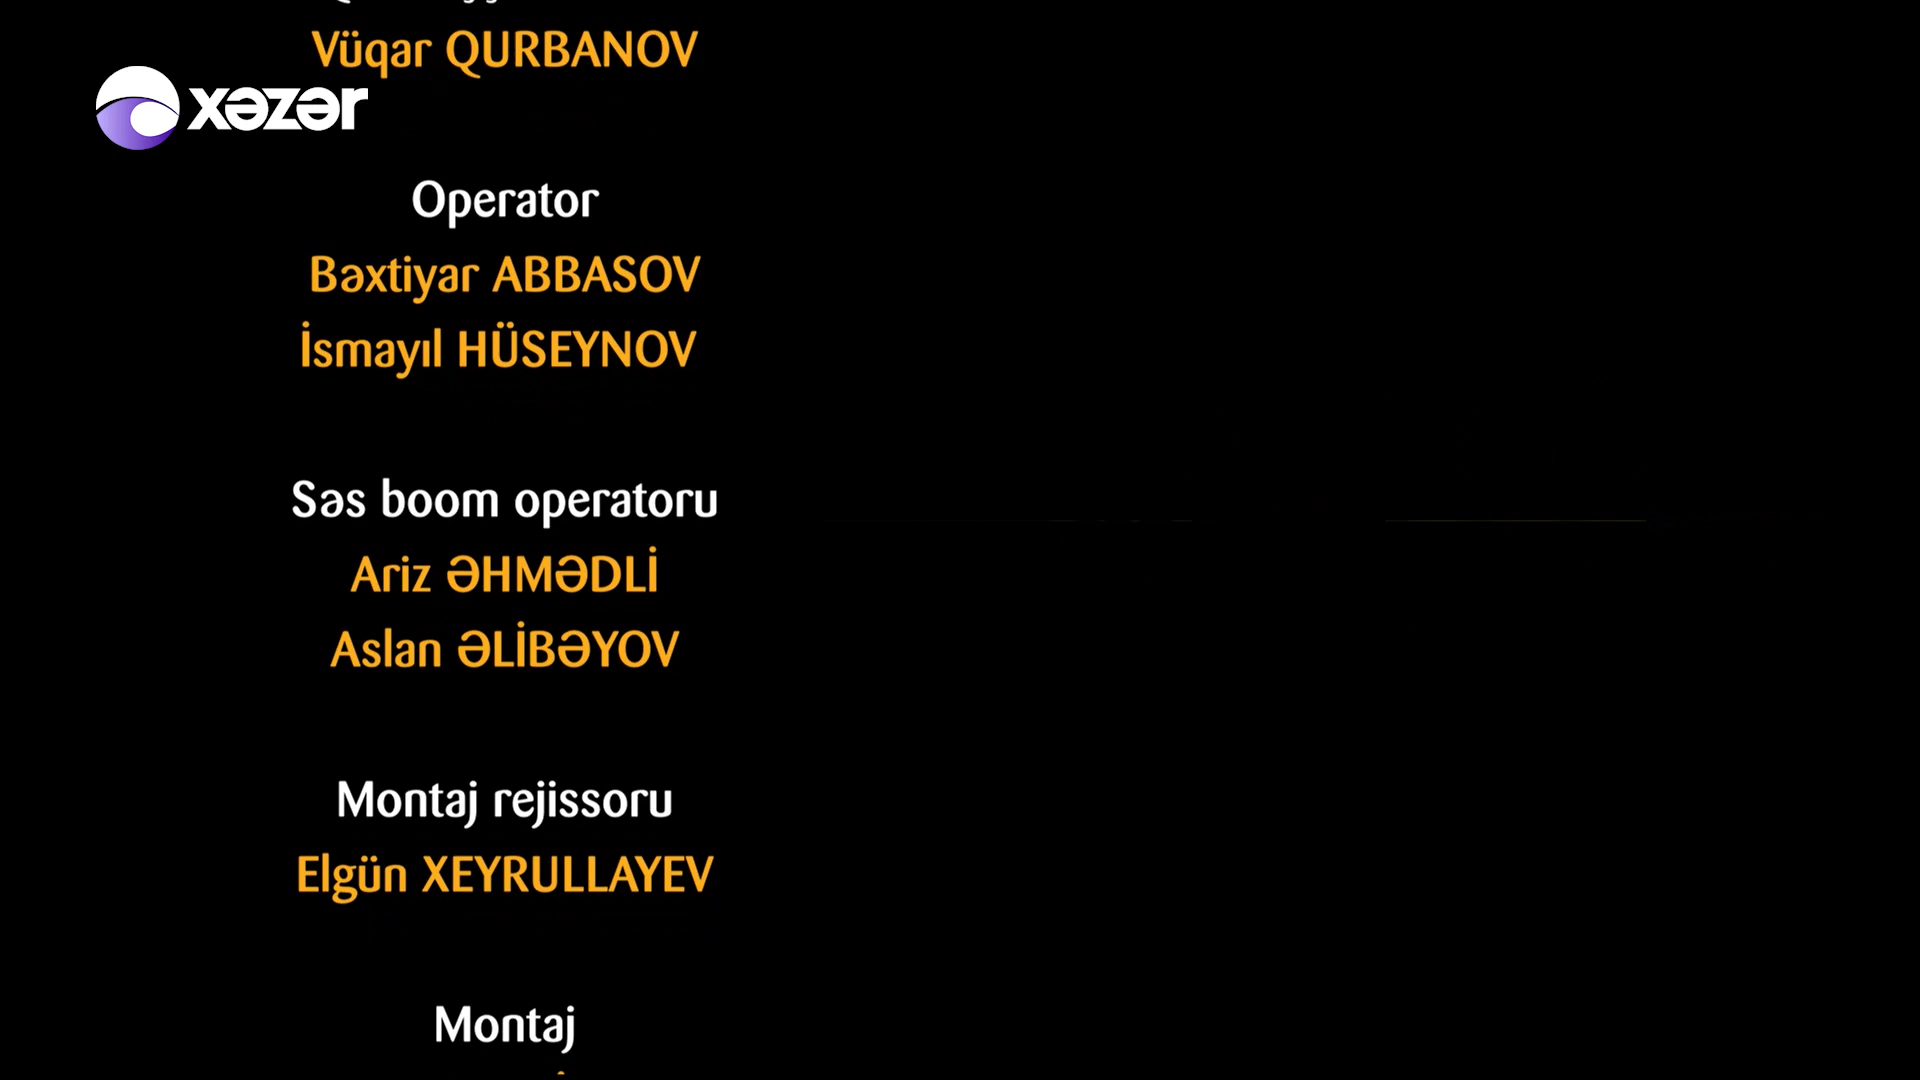 Vüqar QURBANOV
xəzər
Operator
Bəxtiyar ABBASOV
İsmayıl HÜSEYNOV
Səs boom operatoru
Ariz ƏHMƏDLİ
Aslan ƏLİBƏYOV
Montaj rejissoru
Elgün XEYRULLAYEV
Montaj